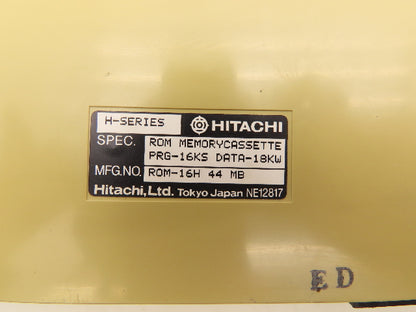 H-SERIES HITACHI
SPEC. ROM MEMORYCASSETTE
PRG-16KS DATA-18KW
MFG.NO. ROM-16H 44 MB
Hitachi,Ltd. Tokyo Japan NE12817
ED